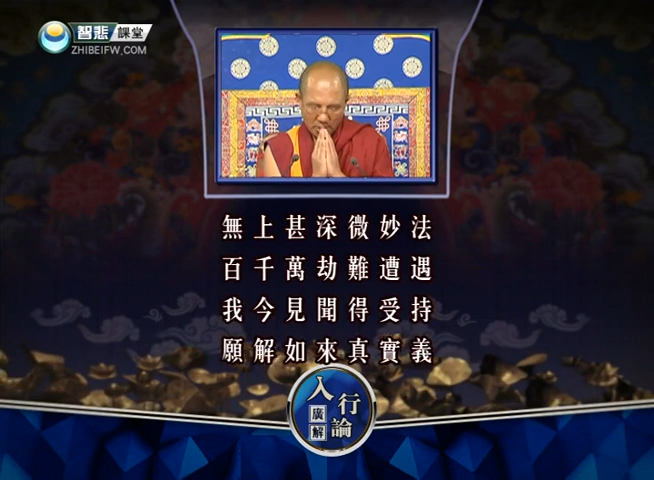 智悲課堂
ZHIBEIFW.COM
無上甚深微妙法
百千萬劫難遭遇
我今見聞得受持
願解如來真實義
入行論
廣解